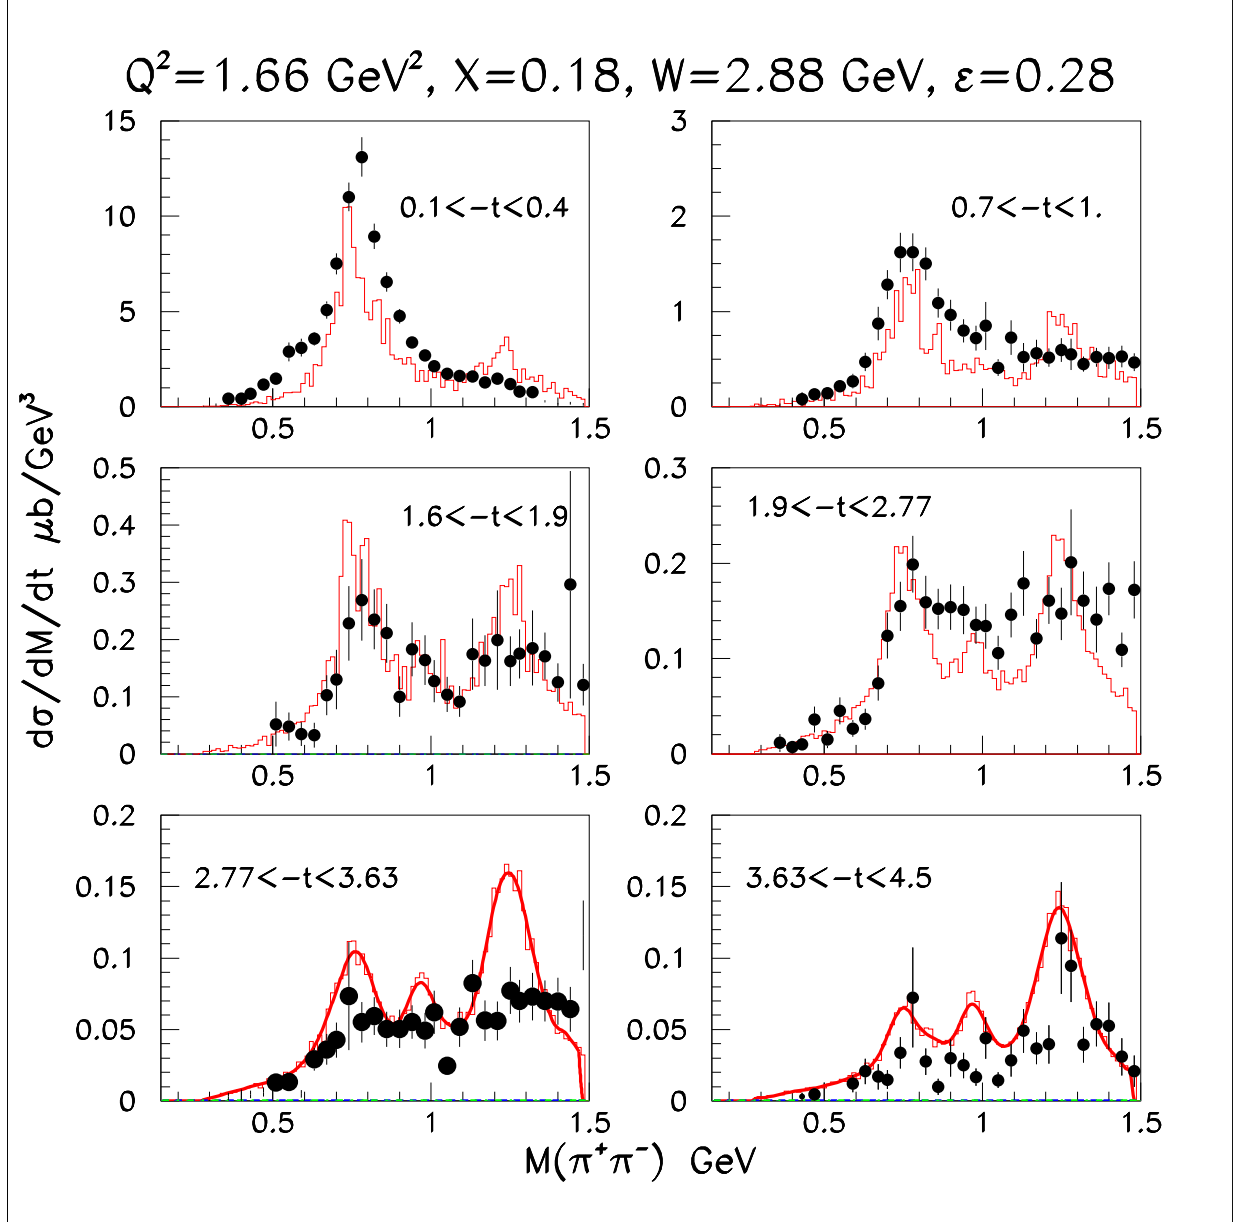 Q²=1.66 GeV², X=0.18, W=2.88 GeV, ε=0.28
dσ/dM/dt μb/GeV³
15
10
5
0
0.5 1 1.5
0.1<-t<0.4
3
2
1
0
0.5 1 1.5
0.7<-t<1.
0.5
0.4
0.3
0.2
0.1
0
0.5 1 1.5
1.6<-t<1.9
0.3
0.2
0.1
0
0.5 1 1.5
1.9<-t<2.77
0.2
0.15
0.1
0.05
0
0.5 1 1.5
2.77<-t<3.63
0.2
0.15
0.1
0.05
0
0.5 1 1.5
3.63<-t<4.5
M(π⁺π⁻) GeV